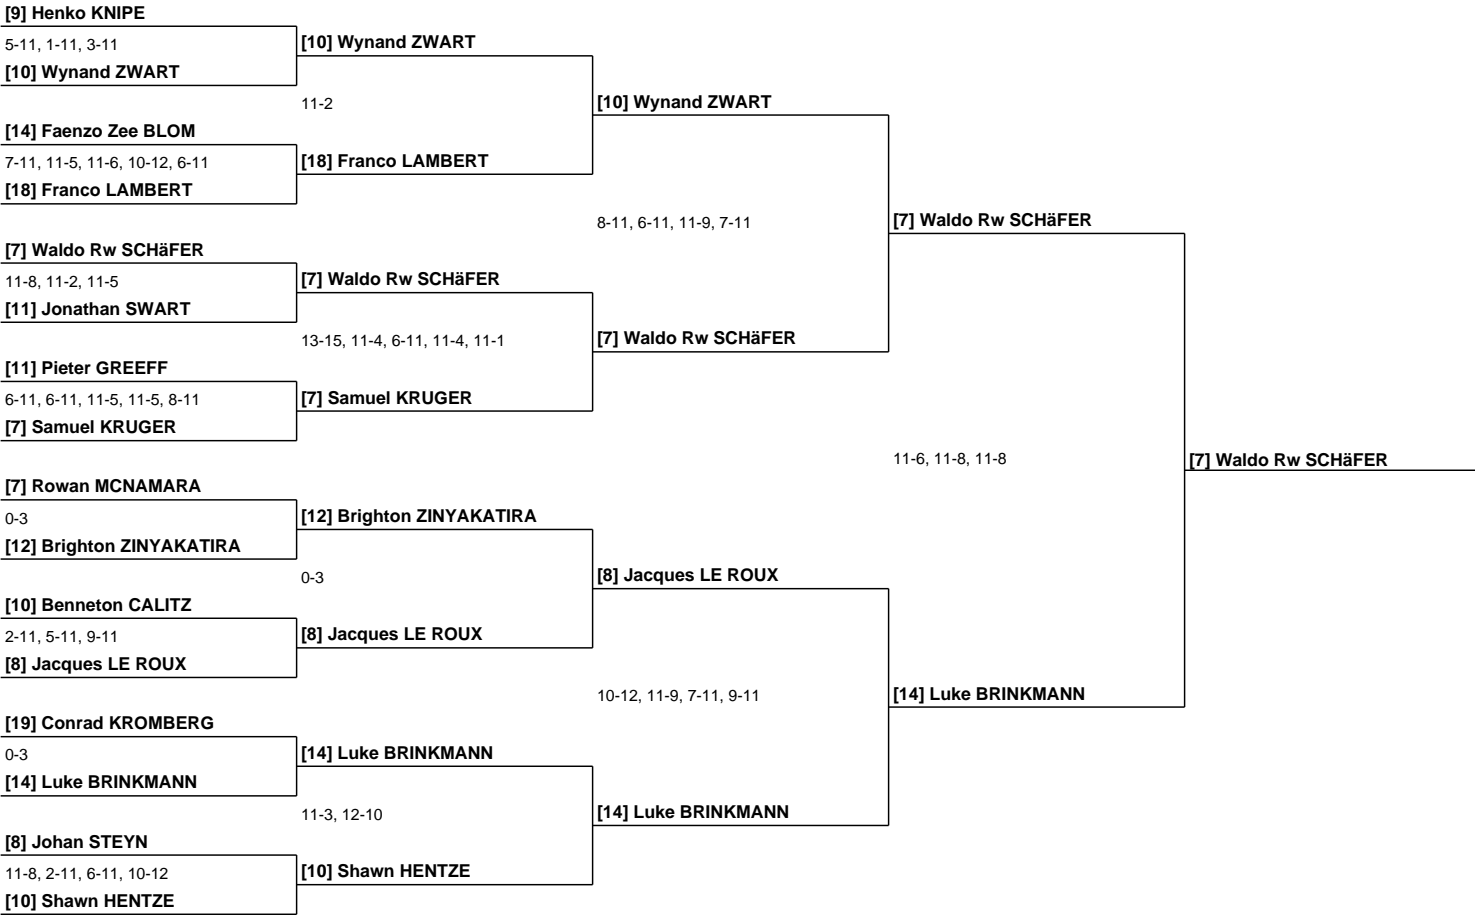 [9] Henko KNIPE
5-11, 1-11, 3-11
[10] Wynand ZWART
[14] Faenzo Zee BLOM
7-11, 11-5, 11-6, 10-12, 6-11
[18] Franco LAMBERT
[7] Waldo Rw SCHäFER
11-8, 11-2, 11-5
[11] Jonathan SWART
[11] Pieter GREEFF
6-11, 6-11, 11-5, 11-5, 8-11
[7] Samuel KRUGER
[7] Rowan MCNAMARA
0-3
[12] Brighton ZINYAKATIRA
[10] Benneton CALITZ
2-11, 5-11, 9-11
[8] Jacques LE ROUX
[19] Conrad KROMBERG
0-3
[14] Luke BRINKMANN
[8] Johan STEYN
11-8, 2-11, 6-11, 10-12
[10] Shawn HENTZE
[10] Wynand ZWART
11-2
[18] Franco LAMBERT
[7] Waldo Rw SCHäFER
13-15, 11-4, 6-11, 11-4, 11-1
[7] Samuel KRUGER
[12] Brighton ZINYAKATIRA
0-3
[8] Jacques LE ROUX
[14] Luke BRINKMANN
11-3, 12-10
[10] Shawn HENTZE
[10] Wynand ZWART
8-11, 6-11, 11-9, 7-11
[7] Waldo Rw SCHäFER
[8] Jacques LE ROUX
10-12, 11-9, 7-11, 9-11
[14] Luke BRINKMANN
[7] Waldo Rw SCHäFER
11-6, 11-8, 11-8
[14] Luke BRINKMANN
[7] Waldo Rw SCHäFER